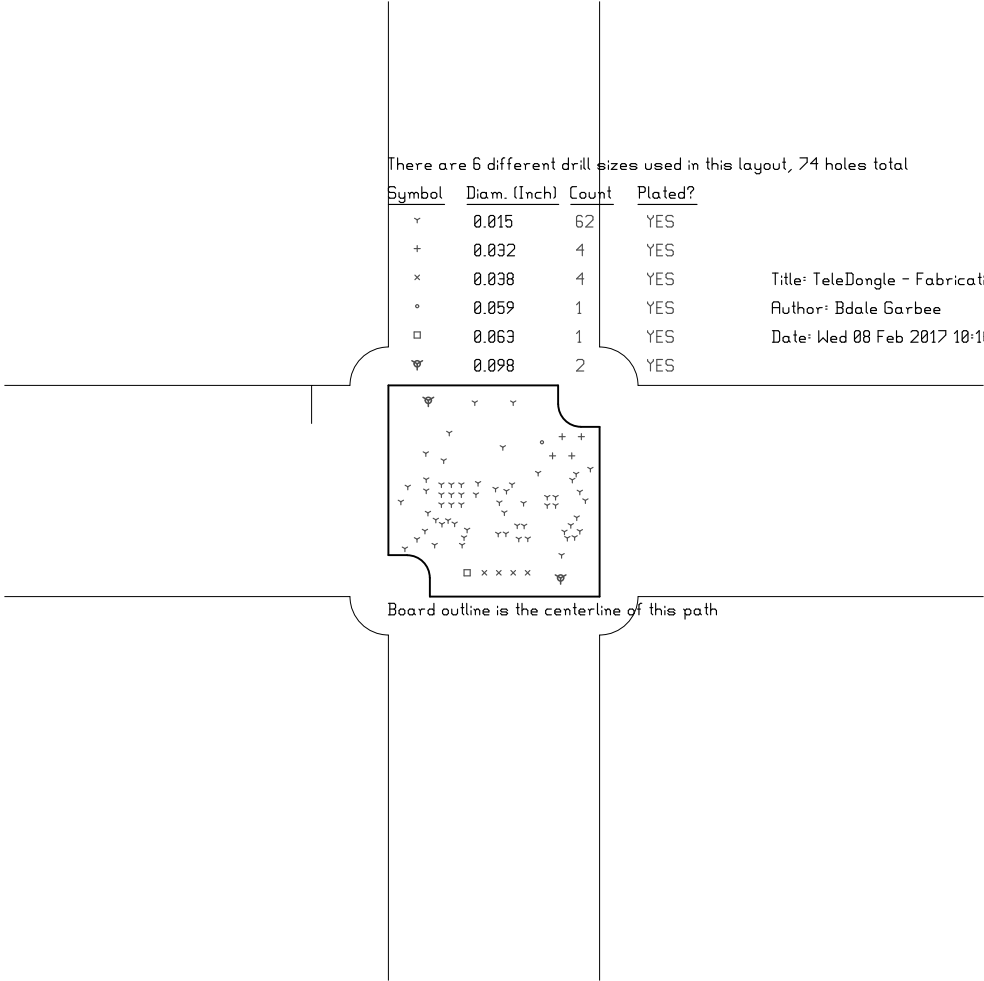 There are 6 different drill sizes used in this layout, 74 holes total
Symbol Diam. (Inch) Count Plated?
0.015 62 YES
0.032 4 YES
0.038 4 YES
Title: TeleDongle - Fabricati
0.059 1 YES
Author: Bdale Garbee
0.063 1 YES
Date: Wed 08 Feb 2017 10:1
0.098 2 YES
Board outline is the centerline of this path